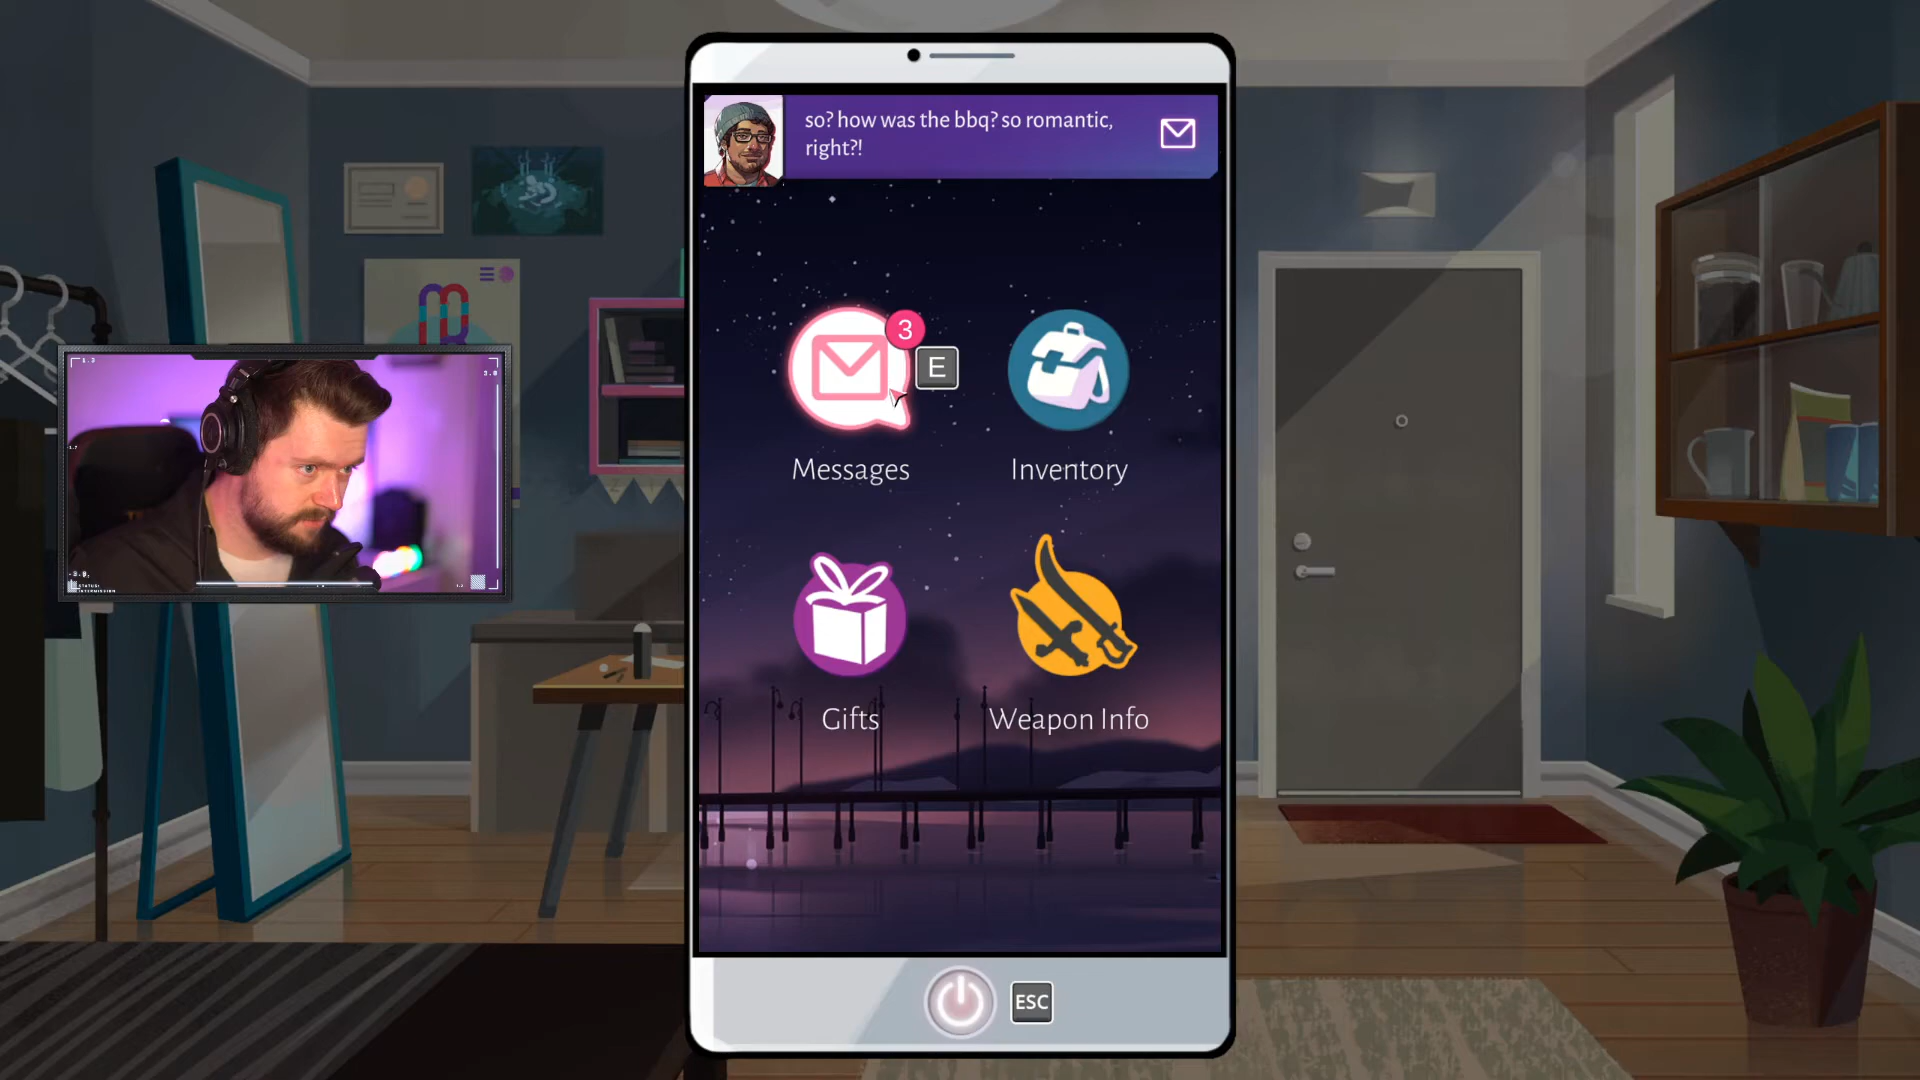 so? how was the bbq? so romantic,
right?!
3
E
Messages
Inventory
Gifts
Weapon Info
ESC